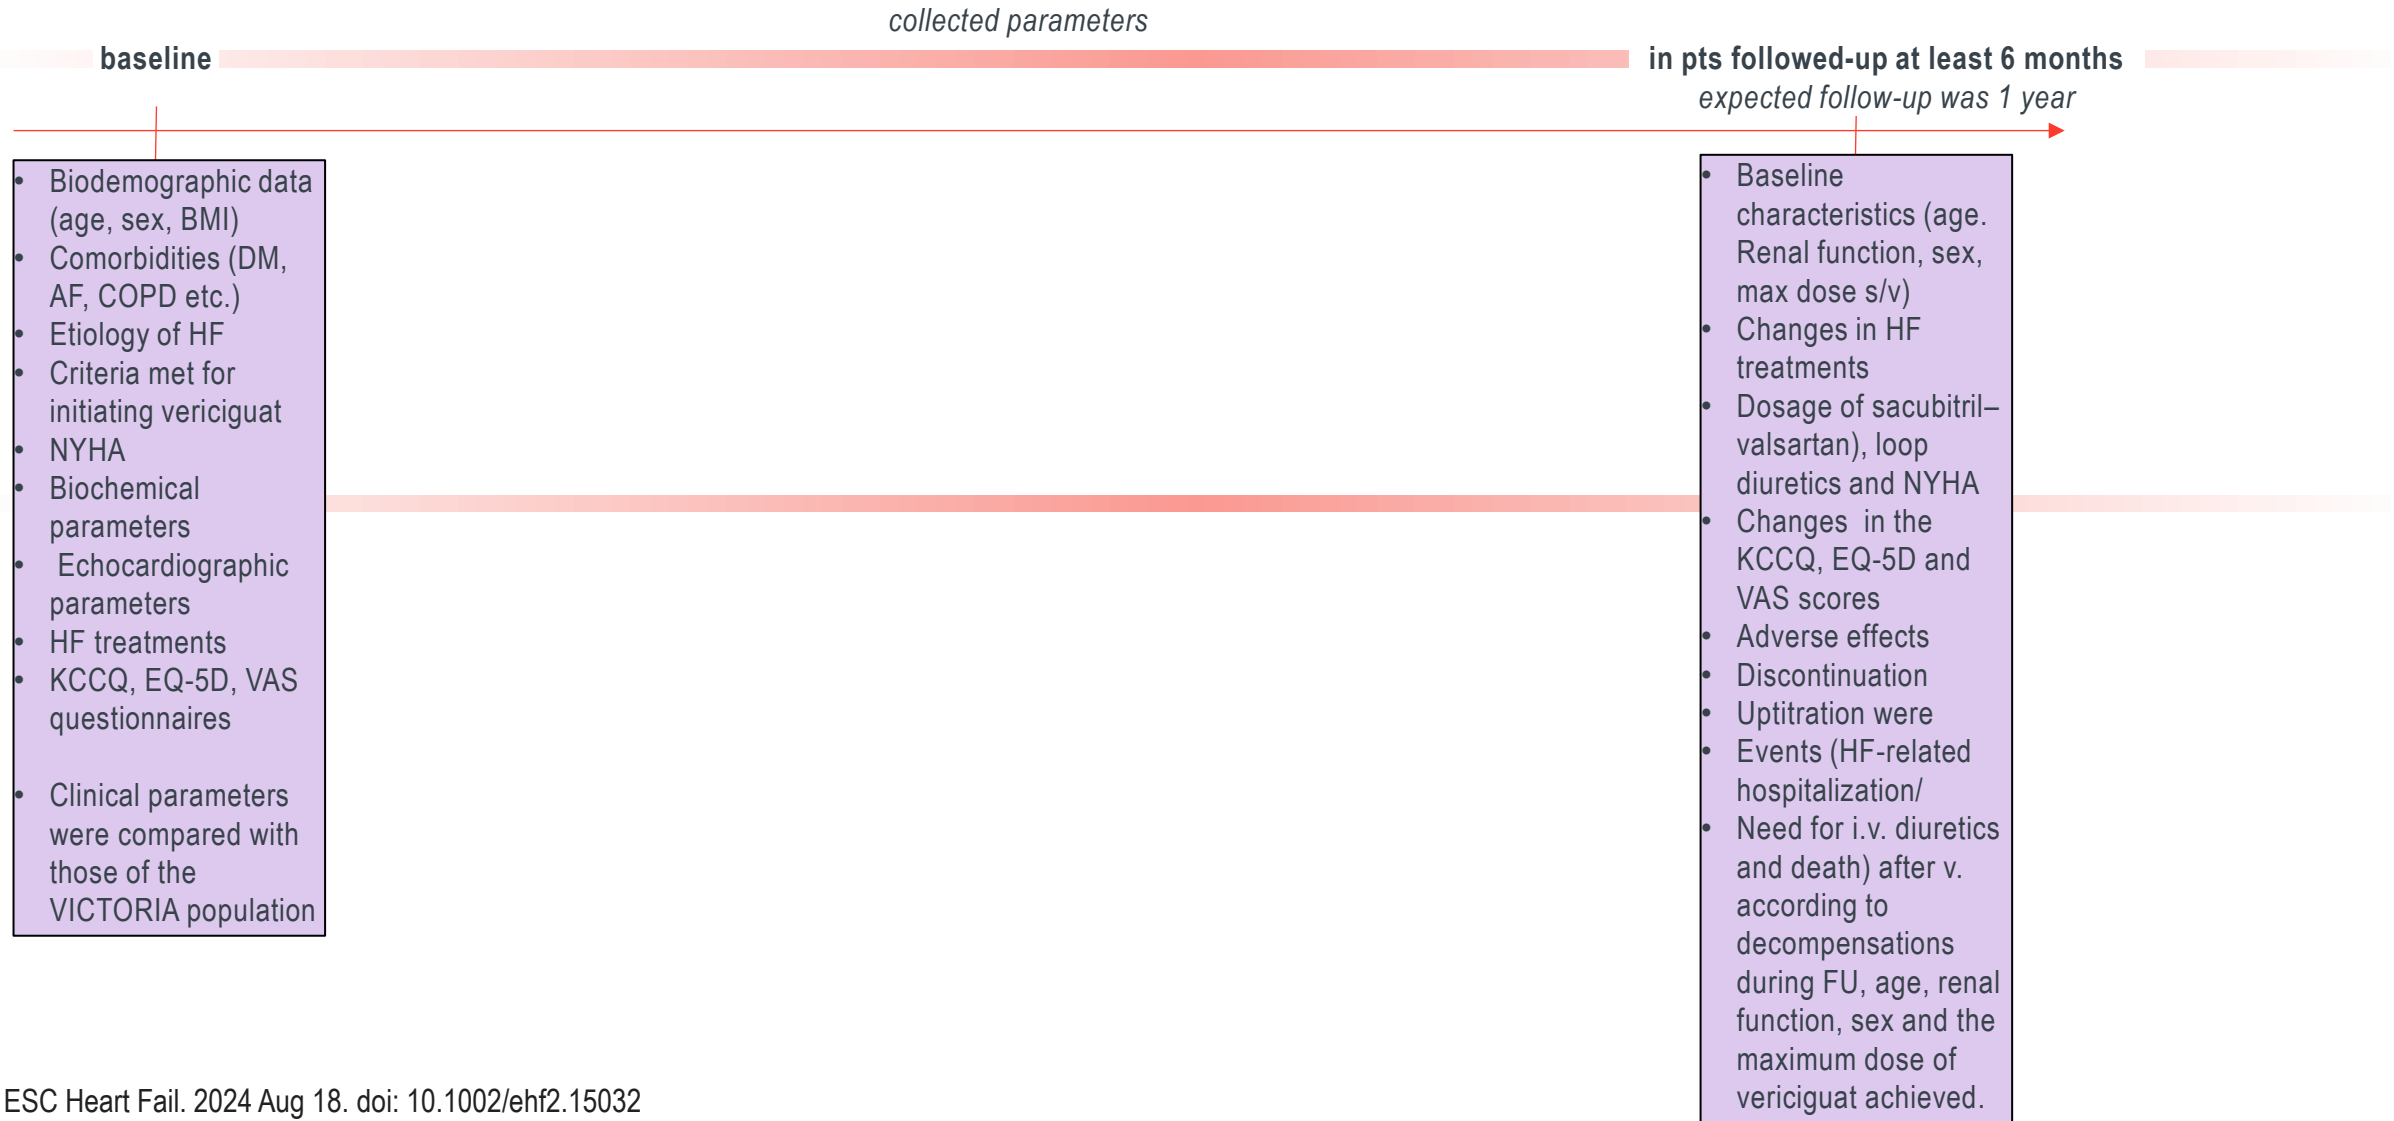 collected parameters
baseline
in pts followed-up at least 6 months
expected follow-up was 1 year
• Biodemographic data
(age, sex, BMI)
• Comorbidities (DM,
AF, COPD etc.)
• Etiology of HF
• Criteria met for
initiating vericiguat
• NYHA
• Biochemical
parameters
• Echocardiographic
parameters
• HF treatments
• KCCQ, EQ-5D, VAS
questionnaires
• Clinical parameters
were compared with
those of the
VICTORIA population
• Baseline
characteristics (age.
Renal function, sex,
max dose s/v)
• Changes in HF
treatments
• Dosage of sacubitril–
valsartan), loop
diuretics and NYHA
• Changes  in the
KCCQ, EQ-5D and
VAS scores
• Adverse effects
• Discontinuation
• Uptitration were
• Events (HF-related
hospitalization/
• Need for i.v. diuretics
and death) after v.
according to
decompensations
during FU, age, renal
function, sex and the
maximum dose of
vericiguat achieved.
ESC Heart Fail. 2024 Aug 18. doi: 10.1002/ehf2.15032